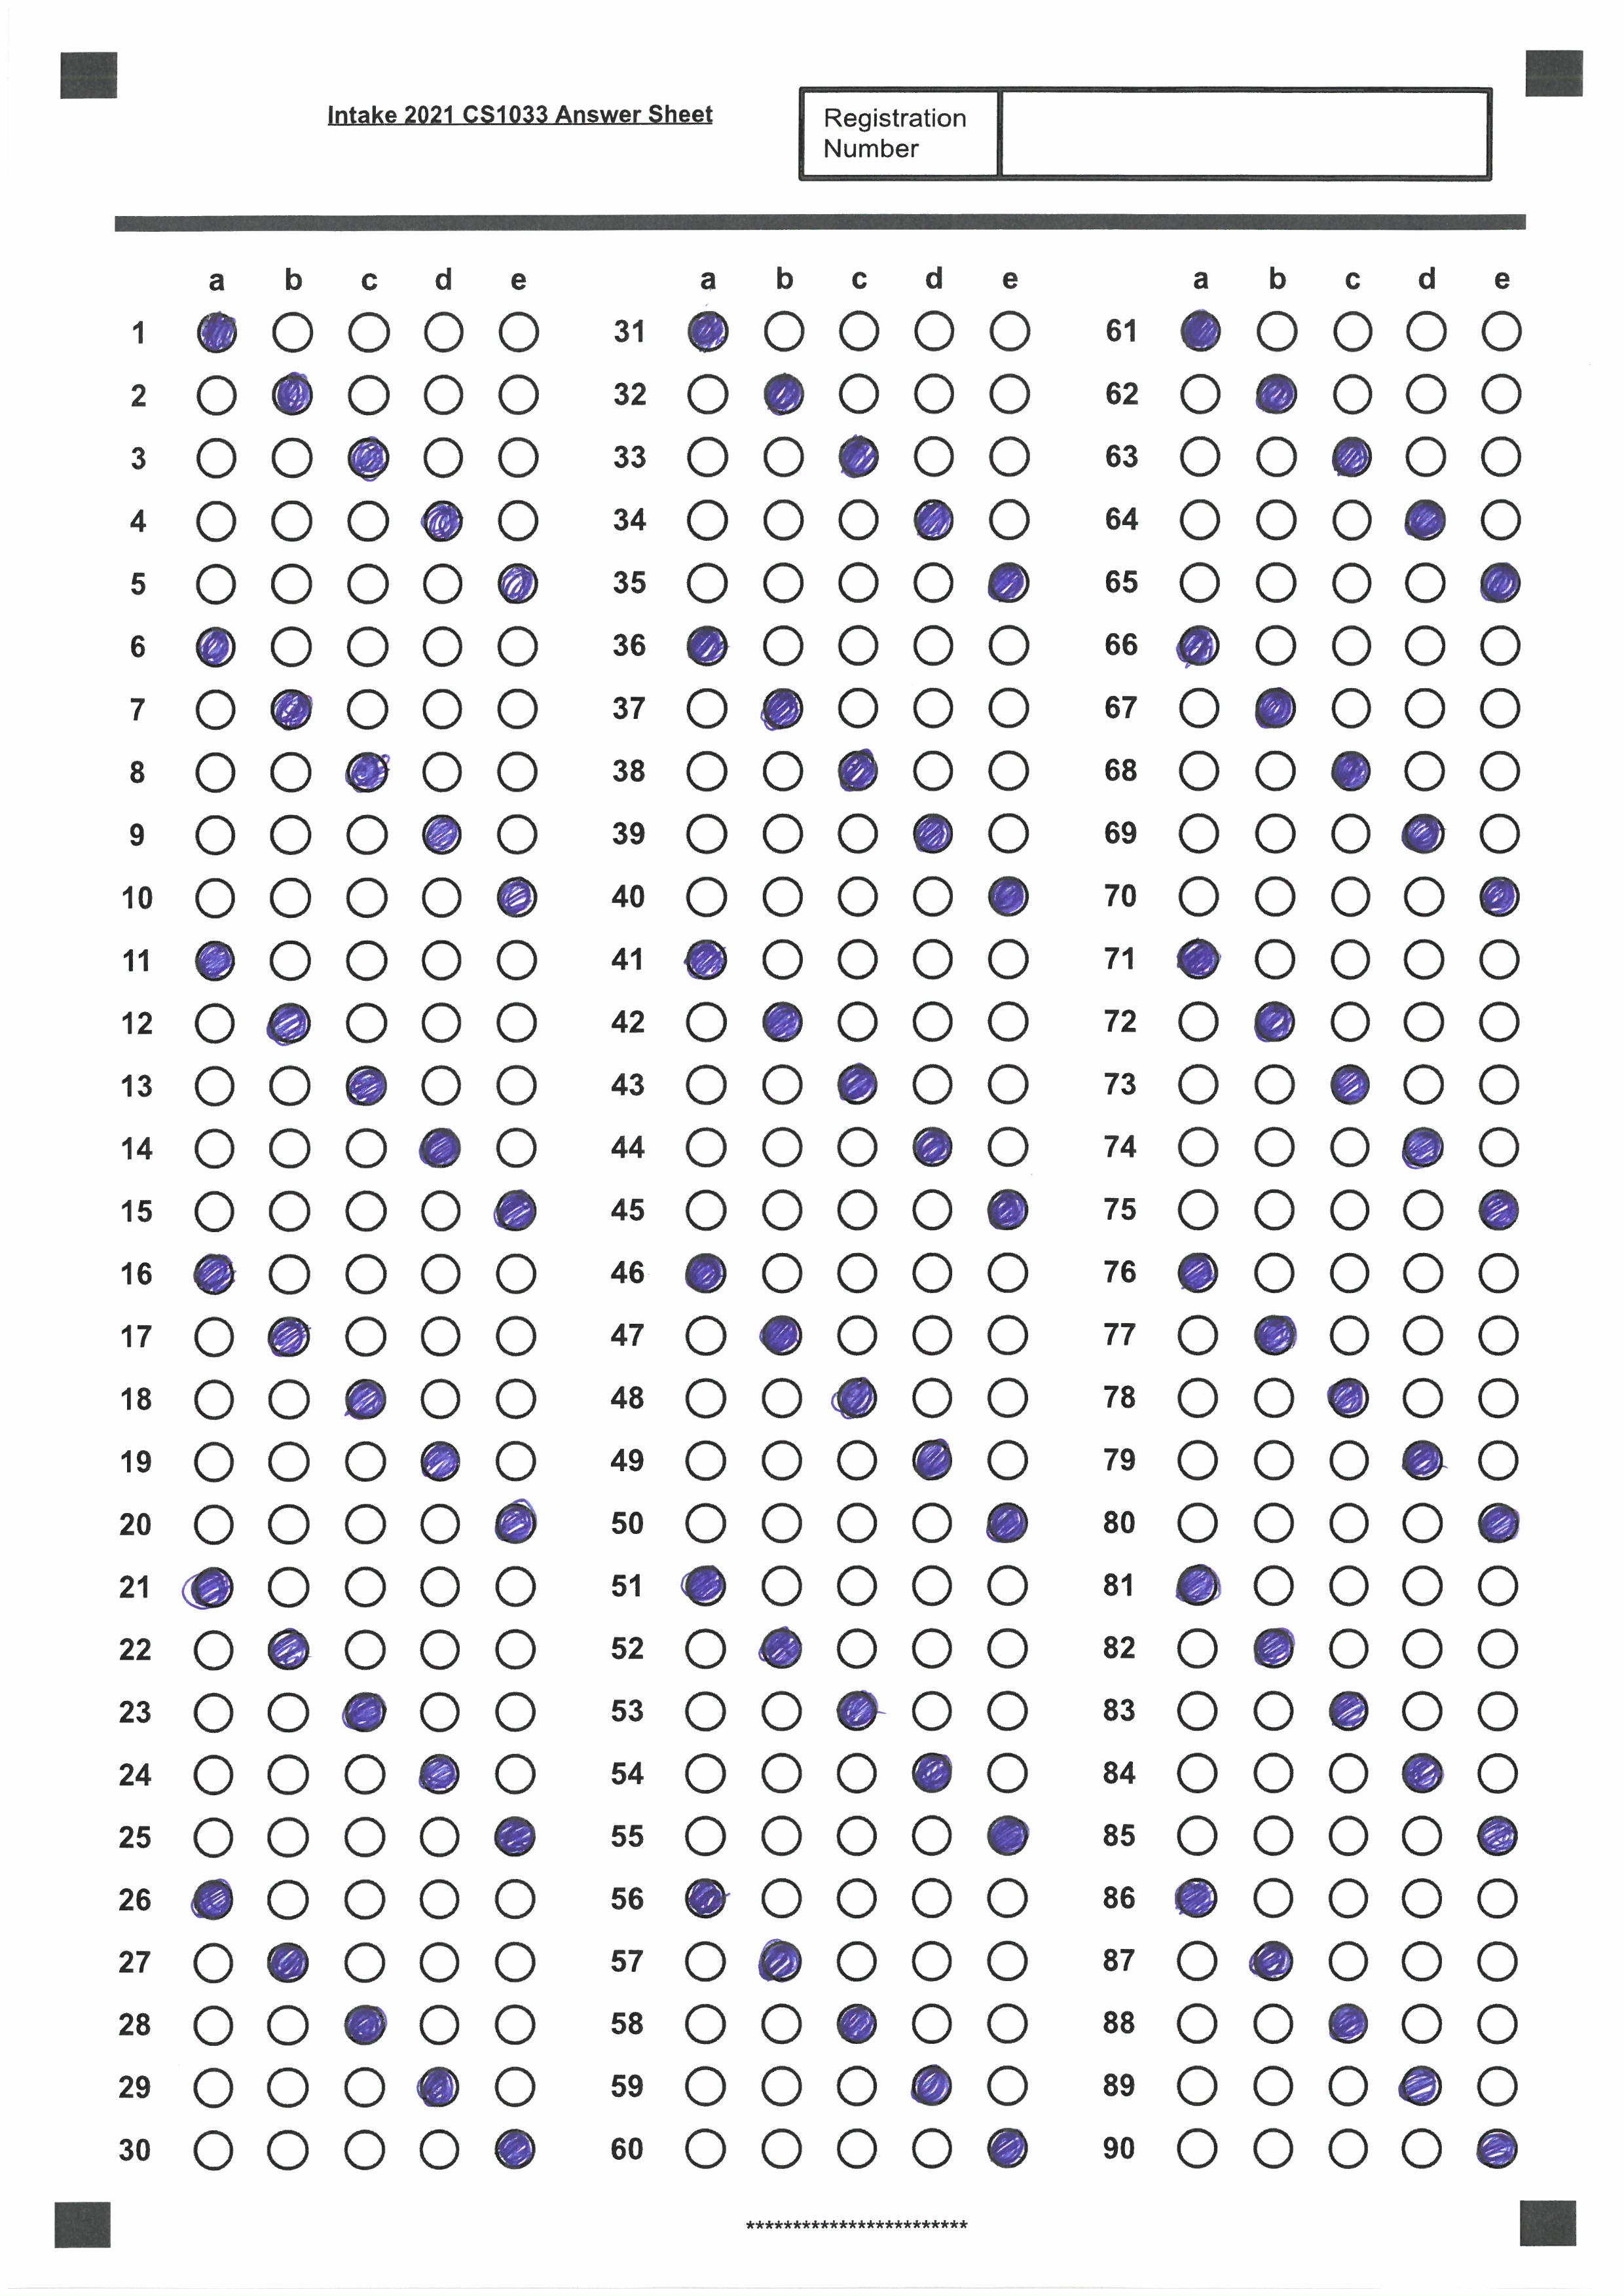 Intake 2021 CS1033 Answer Sheet
Registration
Number
a b c d e a b c d e a b c d e
1 31 61
2 32 62
3 33 63
4 34 64
5 35 65
6 36 66
7 37 67
8 38 68
9 39 69
10 40 70
11 41 71
12 42 72
13 43 73
14 44 74
15 45 75
16 46 76
17 47 77
18 48 78
19 49 79
20 50 80
21 51 81
22 52 82
23 53 83
24 54 84
25 55 85
26 56 86
27 57 87
28 58 88
29 59 89
30 60 90
************************